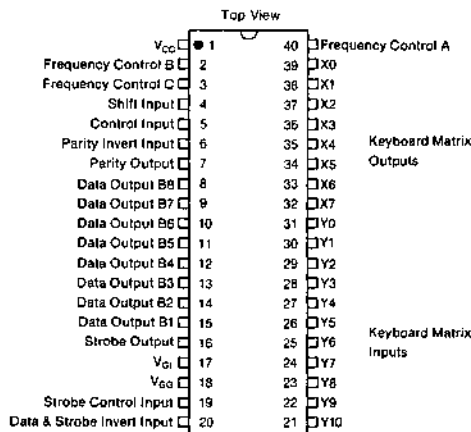 Top View
VCC 1 40 Frequency Control A
Frequency Control B 2 39 X0
Frequency Control C 3 38 X1
Shift Input 4 37 X2
Control Input 5 36 X3
Parity Invert Input 6 35 X4 Keyboard Matrix
Parity Output 7 34 X5 Outputs
Data Output B8 8 33 X6
Data Output B7 9 32 X7
Data Output B6 10 31 Y0
Data Output B5 11 30 Y1
Data Output B4 12 29 Y2
Data Output B3 13 28 Y3
Data Output B2 14 27 Y4
Data Output B1 15 26 Y5 Keyboard Matrix
Strobe Output 16 25 Y6 Inputs
VGI 17 24 Y7
VGG 18 23 Y8
Strobe Control Input 19 22 Y9
Data & Strobe Invert Input 20 21 Y10